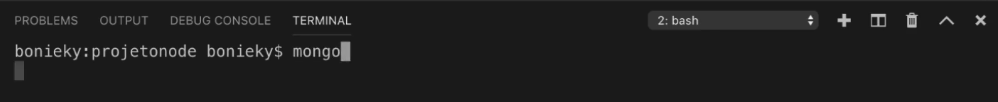 PROBLEMS OUTPUT DEBUG CONSOLE TERMINAL 2: bash
bonieky:projetonode bonieky$ mongo